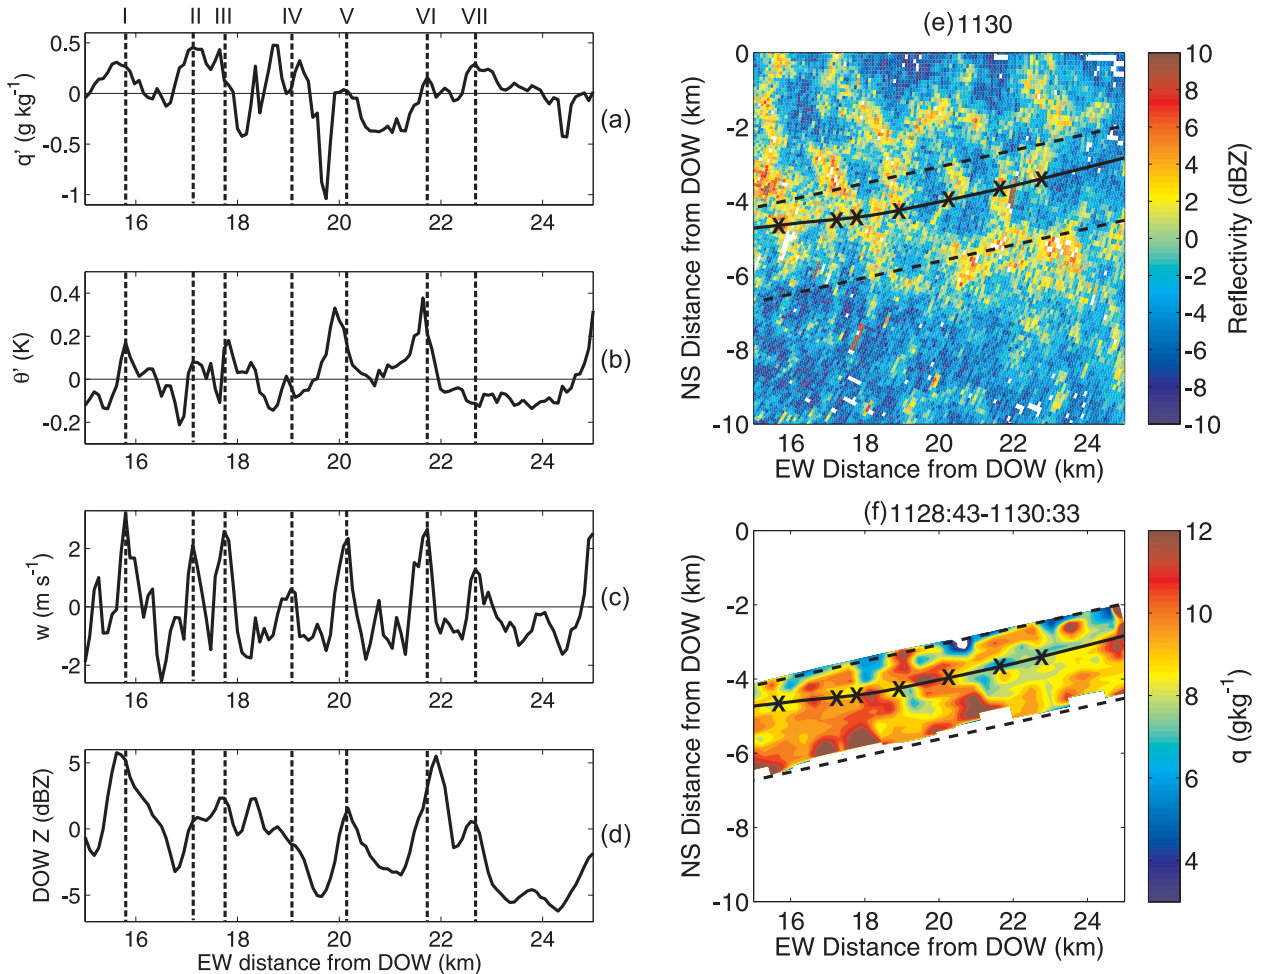 I II III IV V VI VII
0.5
0
-0.5
-1
q' (g kg-1)
(a)
16 18 20 22 24
0.4
0.2
0
-0.2
θ' (K)
(b)
16 18 20 22 24
2
0
-2
w (m s-1)
(c)
16 18 20 22 24
5
0
-5
DOW Z (dBZ)
(d)
16 18 20 22 24
EW distance from DOW (km)
(e) 1130
0
-2
-4
-6
-8
-10
NS Distance from DOW (km)
X X X X X X X
16 18 20 22 24
EW Distance from DOW (km)
10
8
6
4
2
0
-2
-4
-6
-8
-10
Reflectivity (dBZ)
(f) 1128:43-1130:33
0
-2
-4
-6
-8
-10
NS Distance from DOW (km)
X X X X X X X
16 18 20 22 24
EW Distance from DOW (km)
12
10
8
6
4
q (gkg-1)